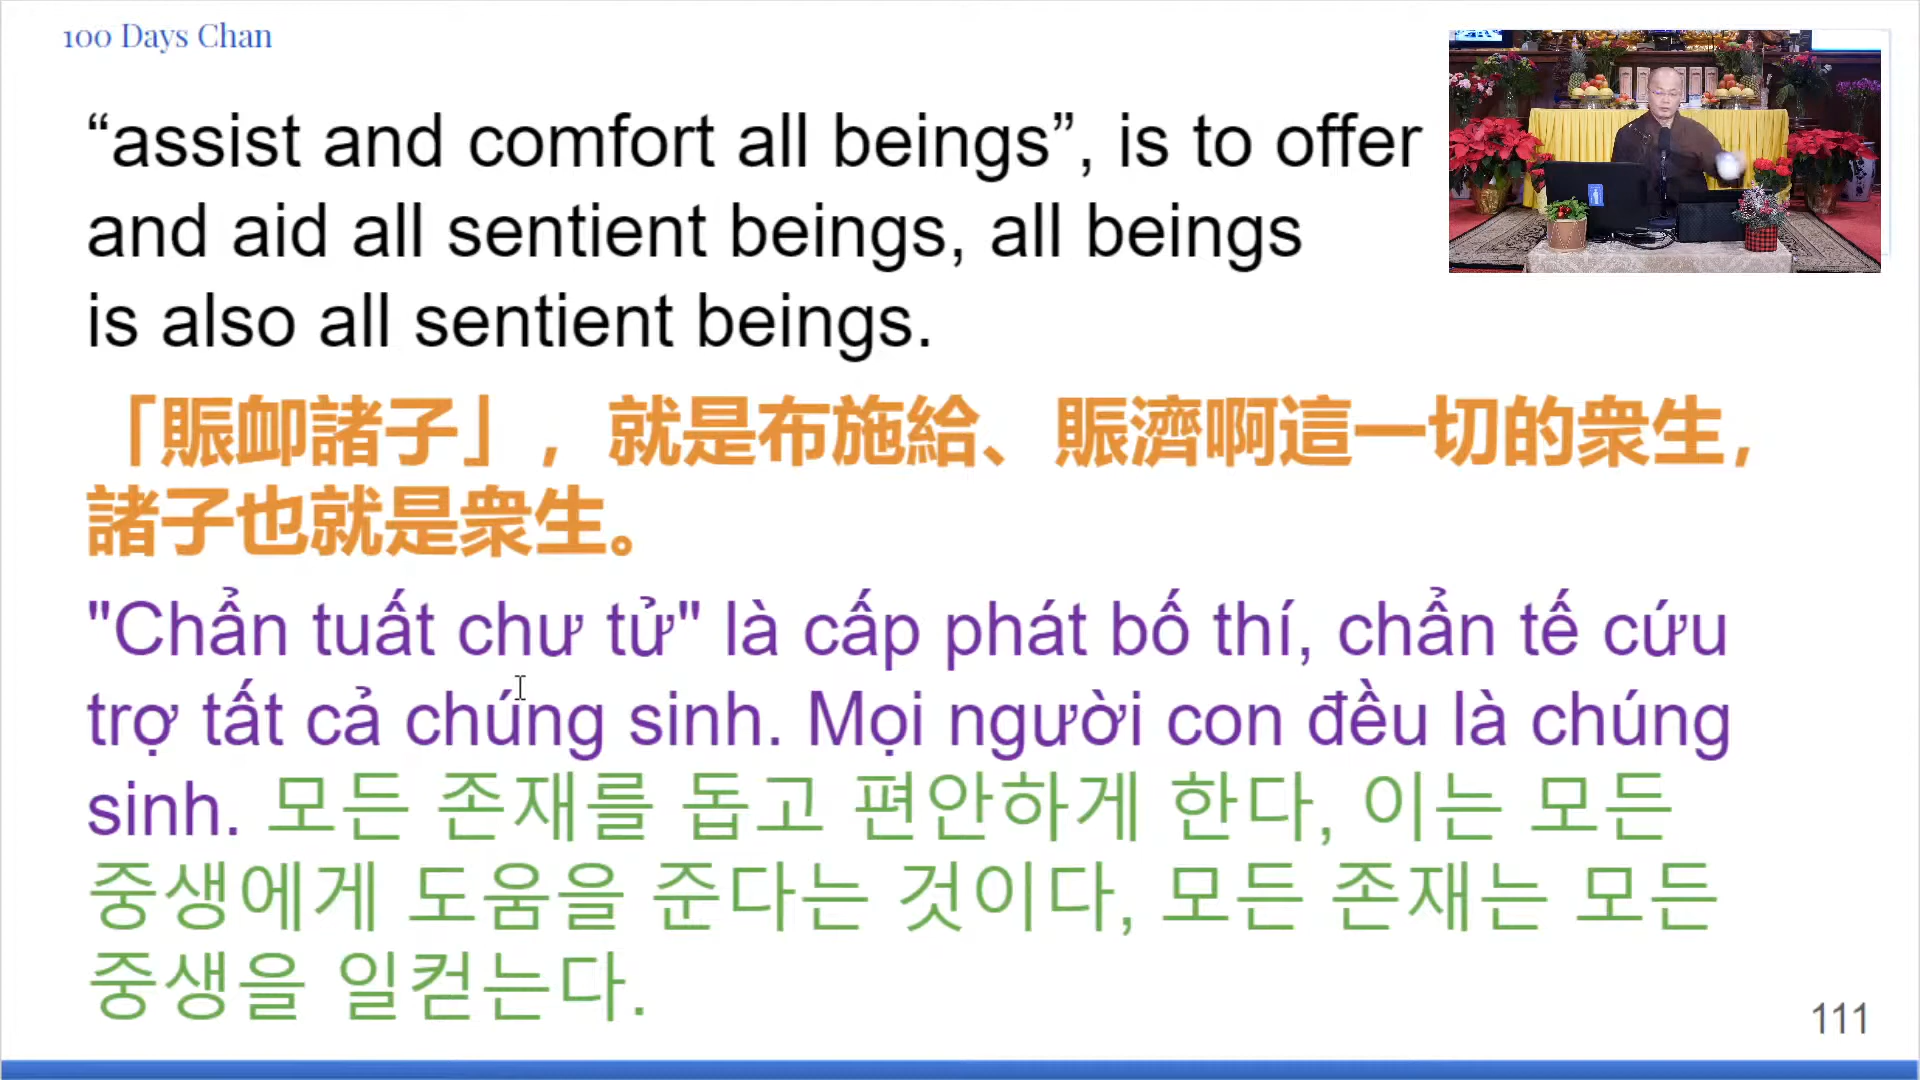 100 Days Chan
“assist and comfort all beings”, is to offer
and aid all sentient beings, all beings
is also all sentient beings.
「賑卹諸子」，就是布施給、賑濟啊這一切的衆生，
諸子也就是衆生。
"Chẩn tuất chư tử" là cấp phát bố thí, chẩn tế cứu
trợ tất cả chúng sinh. Mọi người con đều là chúng
sinh. 모든 존재를 돕고 편안하게 한다, 이는 모든
중생에게 도움을 준다는 것이다, 모든 존재는 모든
중생을 일컫는다.
111